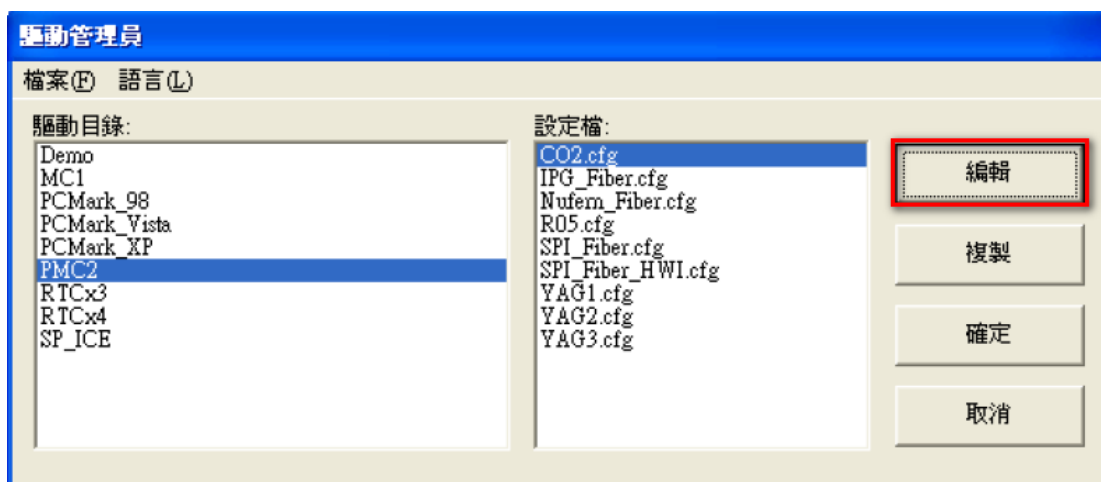 驅動管理員
檔案(F) 語言(L)
驅動目錄:
Demo
MC1
PCMark_98
PCMark_Vista
PCMark_XP
PMC2
RTCx3
RTCx4
SP_ICE
設定檔:
CO2.cfg
IPG_Fiber.cfg
Nufern_Fiber.cfg
R05.cfg
SPI_Fiber.cfg
SPI_Fiber_HWI.cfg
YAG1.cfg
YAG2.cfg
YAG3.cfg
編輯
複製
確定
取消